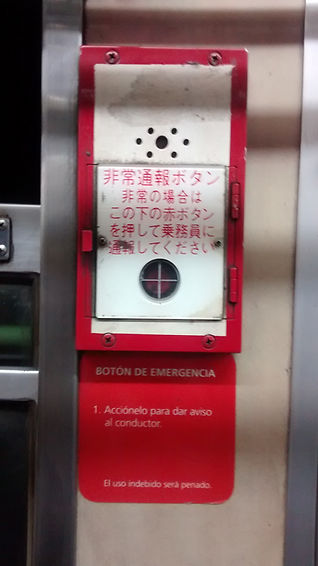 非常通報ボタン
非常の場合は
この下の赤ボタン
を押して乗務員に
通報してください
BOTÓN DE EMERGENCIA
1. Acciónelo para dar aviso
al conductor.
El uso indebido será penado.